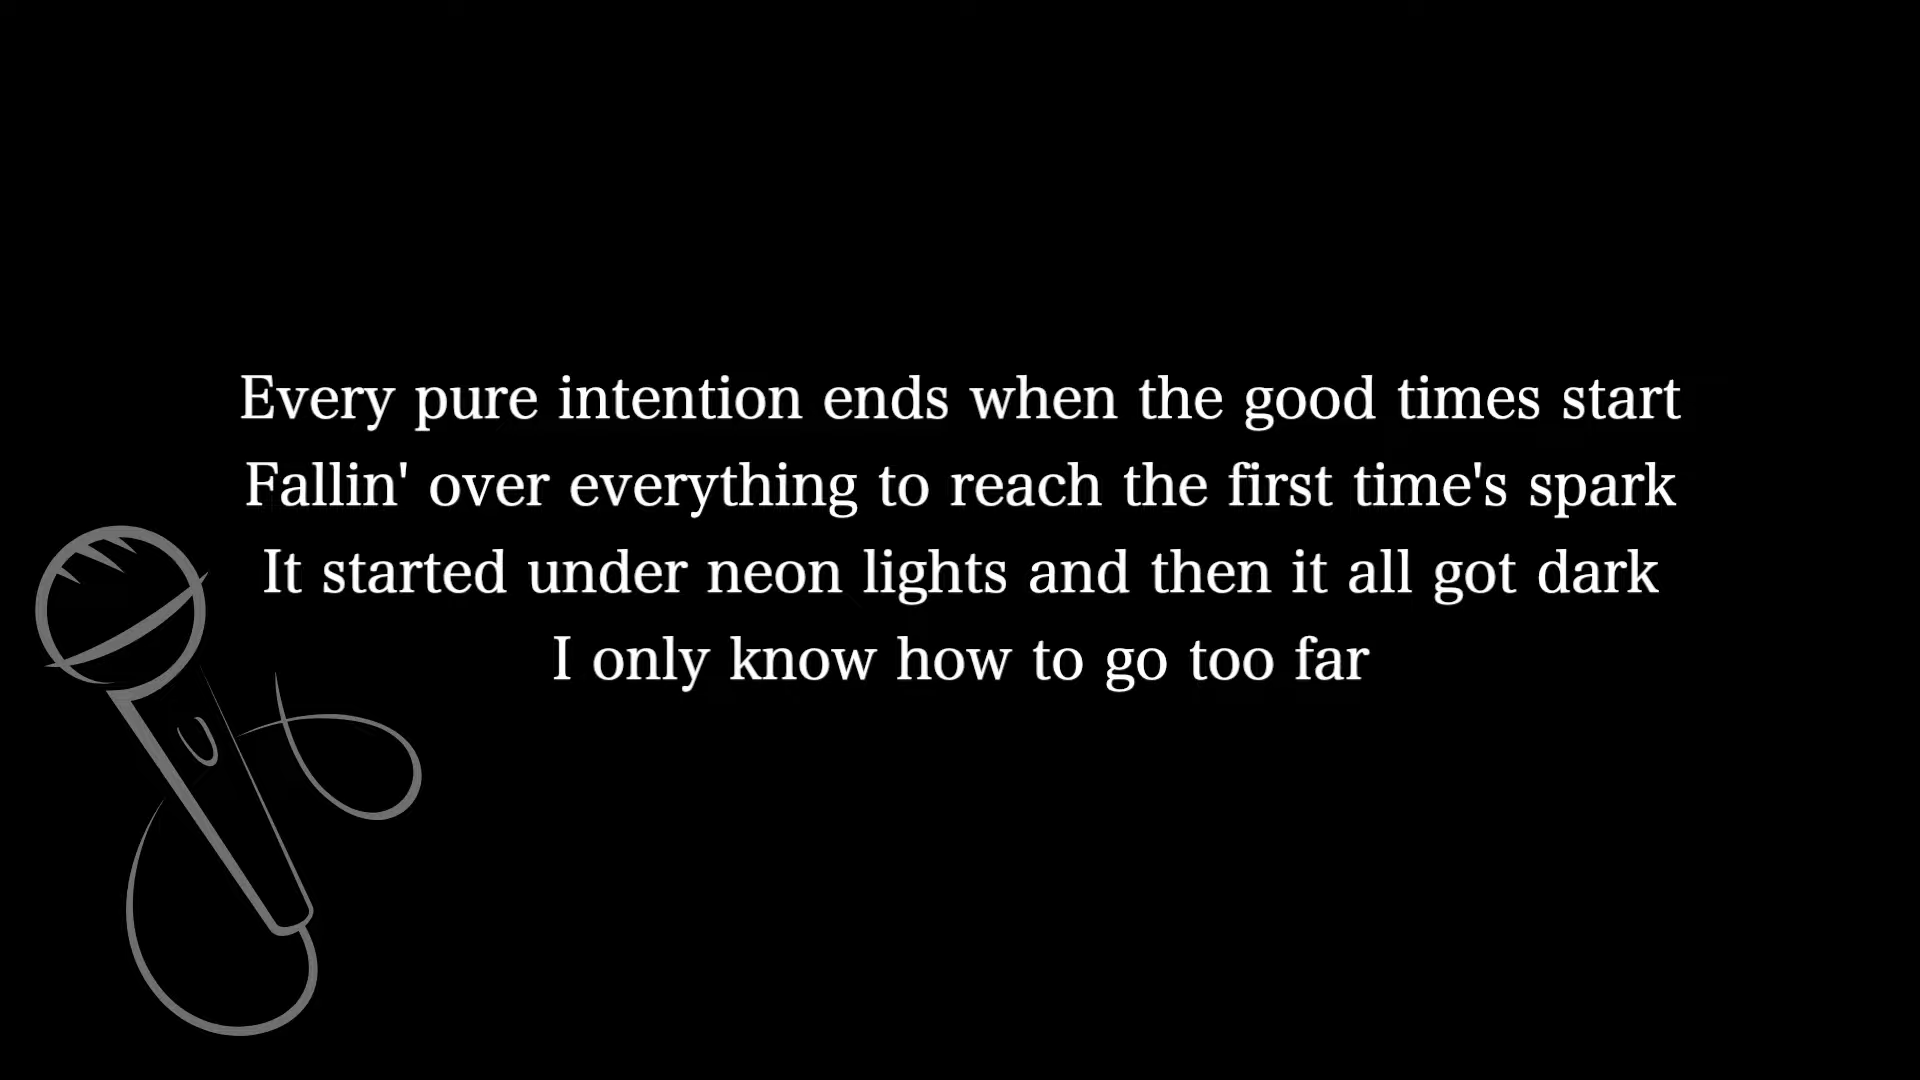 Every pure intention ends when the good times start
Fallin' over everything to reach the first time's spark
It started under neon lights and then it all got dark
I only know how to go too far